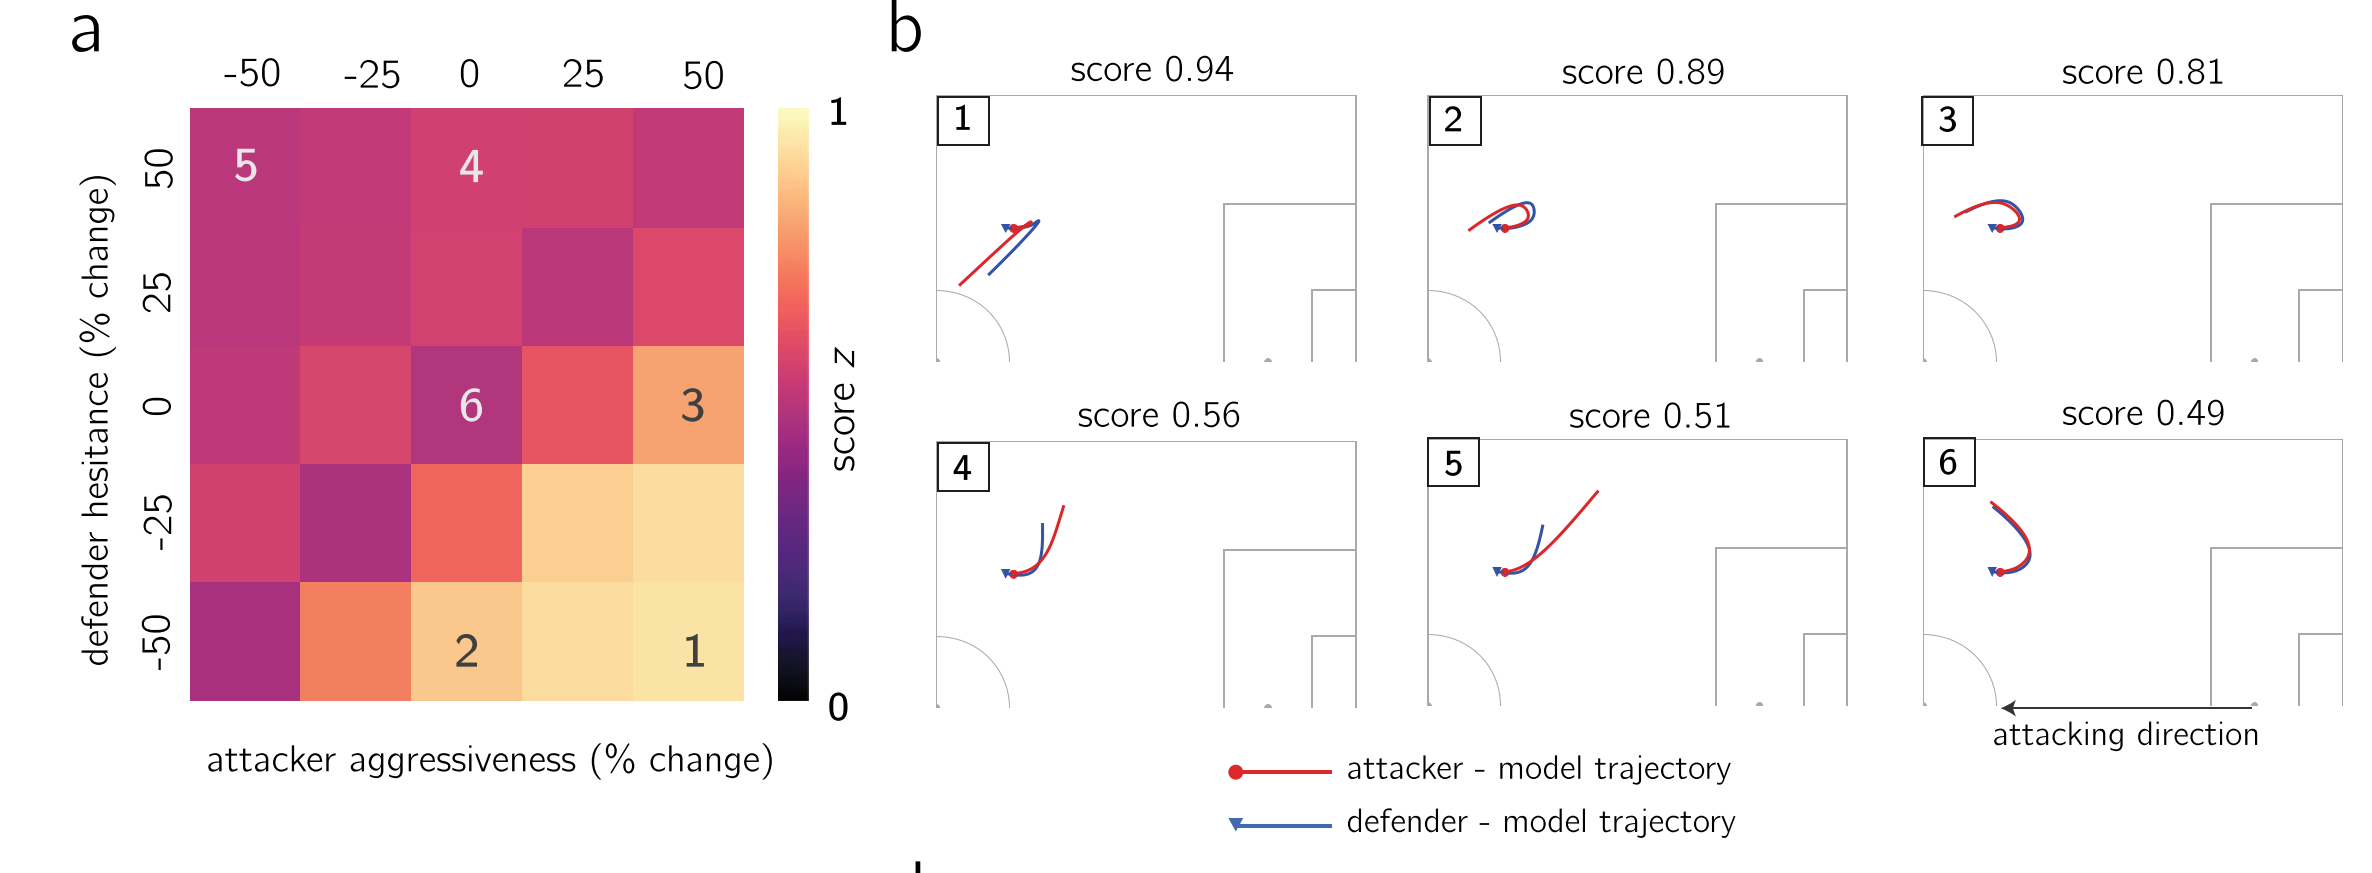 a
-50 -25 0 25 50
50
25
0
-25
-50
defender hesitance (% change)
5 4
6 3
2 1
attacker aggressiveness (% change)
1
score z
0
b
score 0.94
1
score 0.89
2
score 0.81
3
score 0.56
4
score 0.51
5
score 0.49
6
attacking direction
attacker - model trajectory
defender - model trajectory